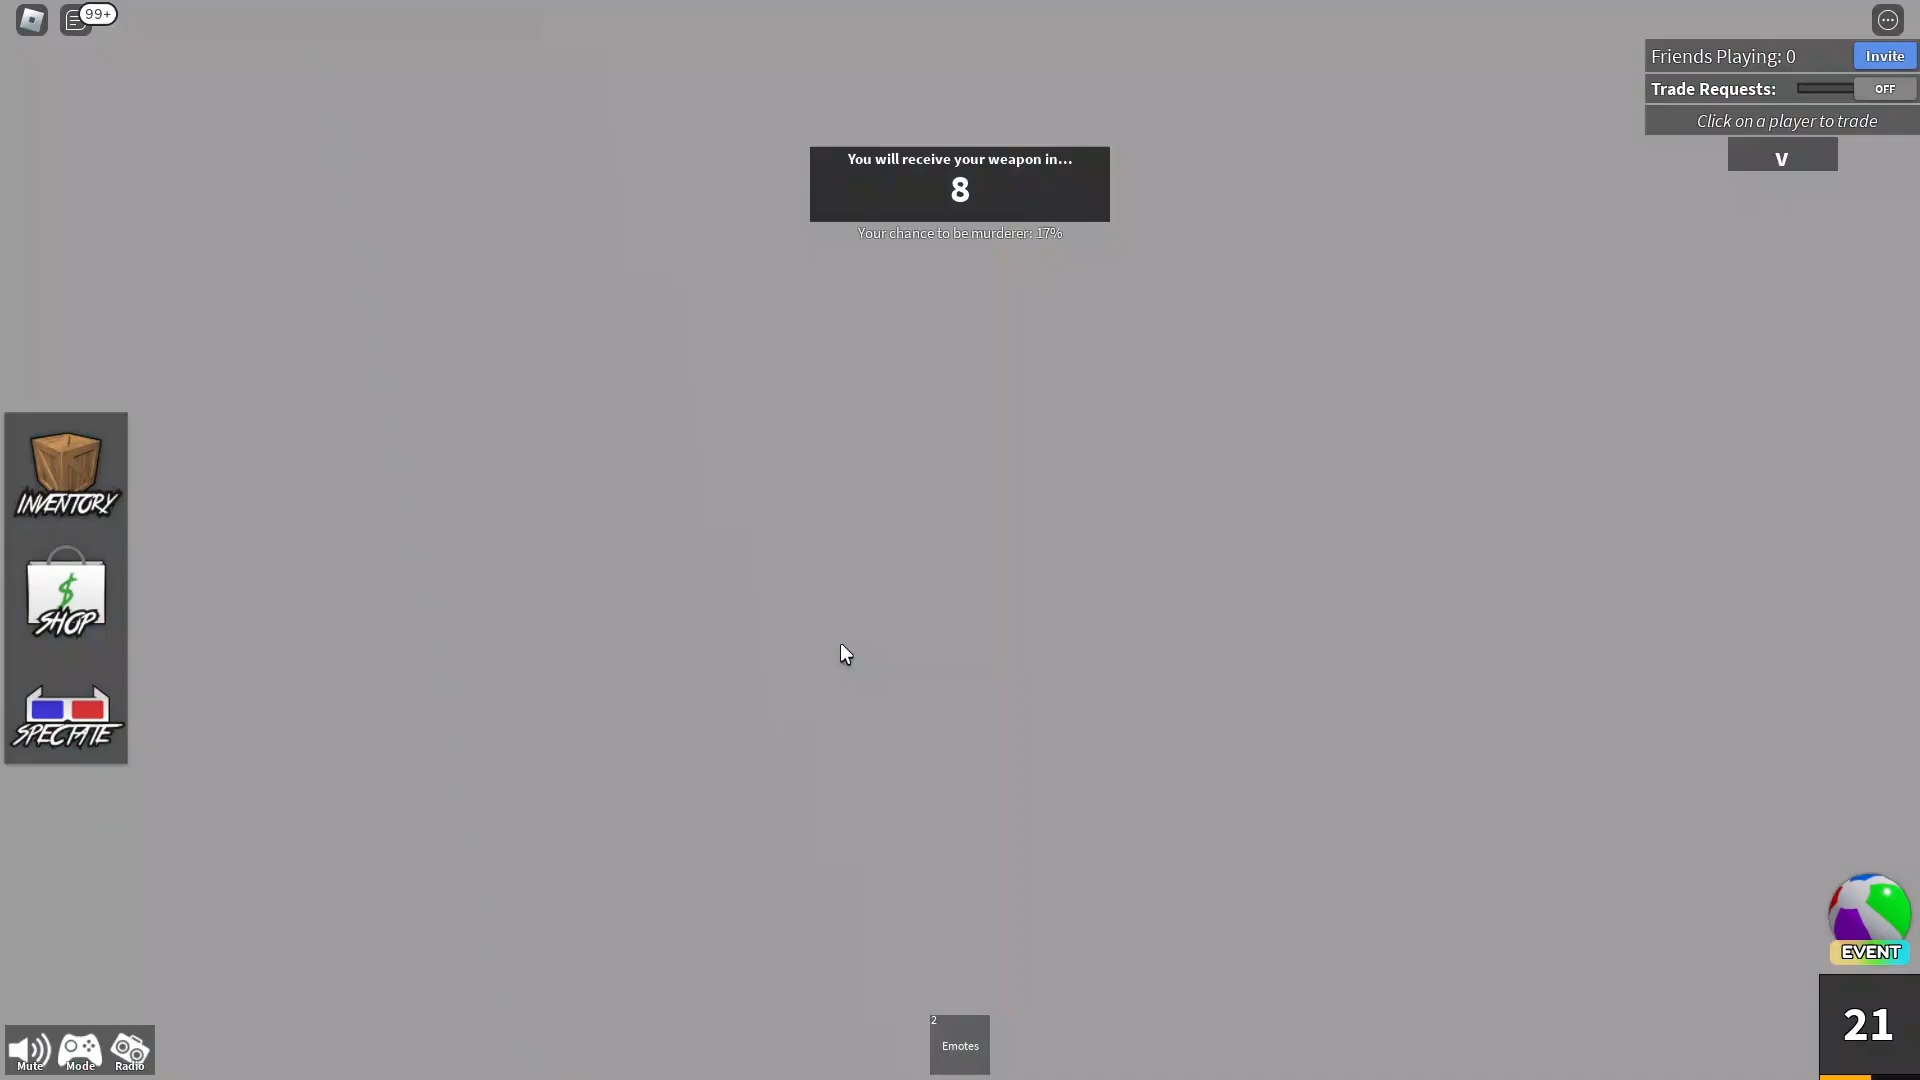 99+
Friends Playing: 0
Invite
Trade Requests:
OFF
Click on a player to trade
v
You will receive your weapon in...
8
Your chance to be murderer: 17%
INVENTORY
$
SHOP
SPECTATE
EVENT
21
2
Emotes
Mute
Mode
Radio